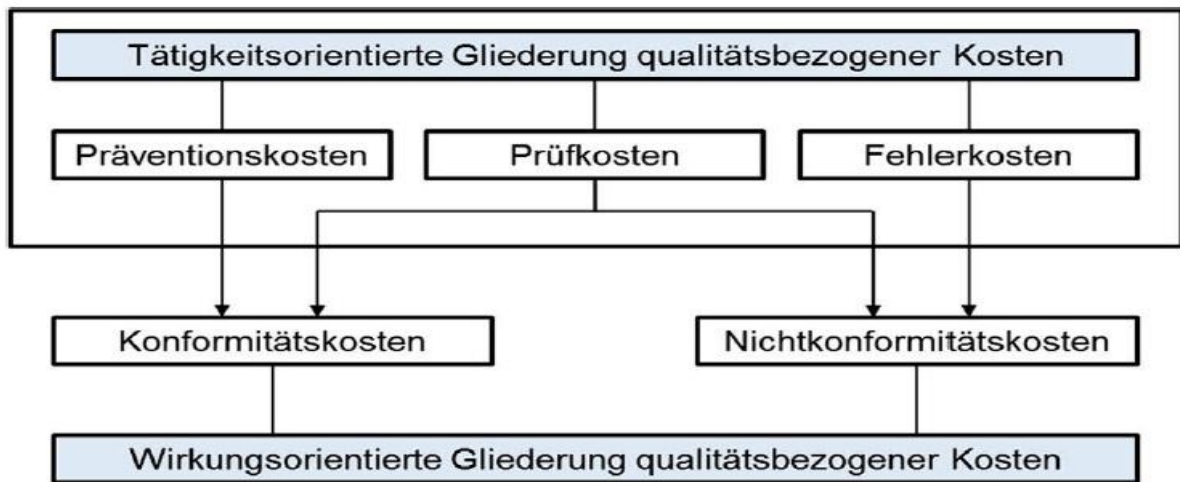 Tätigkeitsorientierte Gliederung qualitätsbezogener Kosten
Präventionskosten
Prüfkosten
Fehlerkosten
Konformitätskosten
Nichtkonformitätskosten
Wirkungsorientierte Gliederung qualitätsbezogener Kosten